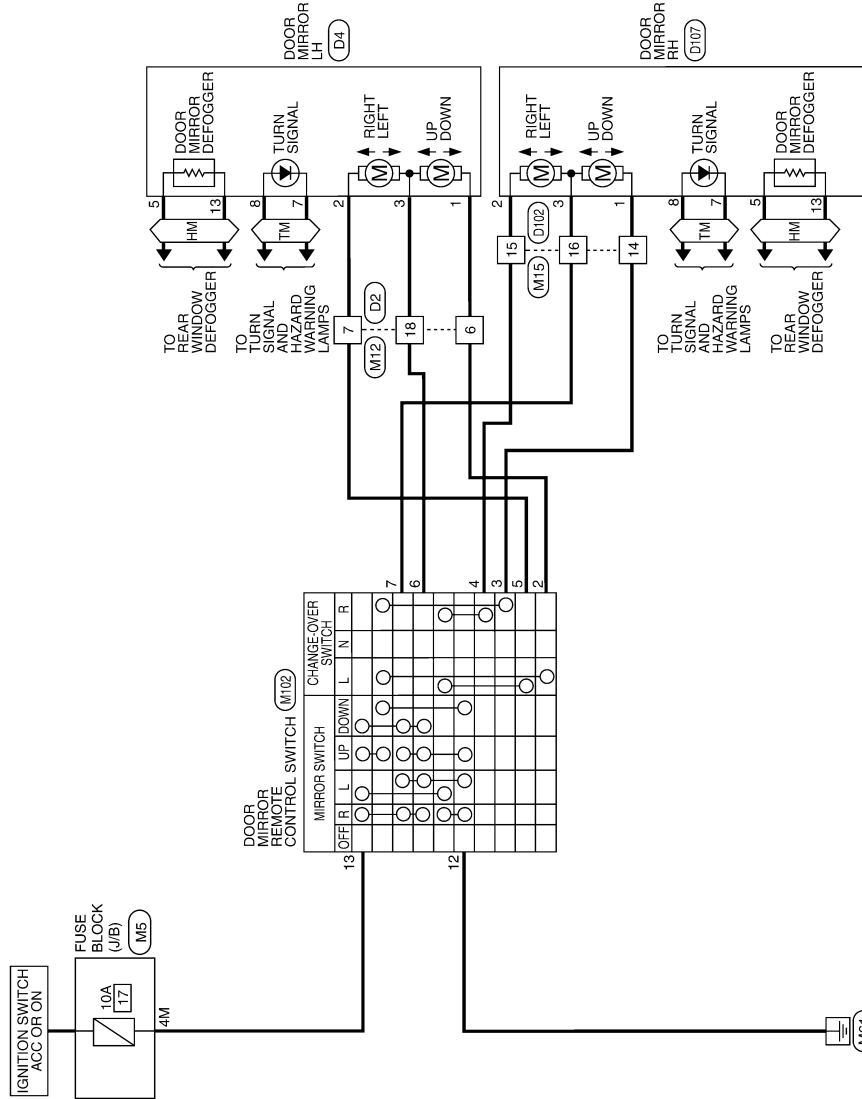 IGNITION SWITCH
ACC OR ON
FUSE
BLOCK
(J/B)
M5
10A
17
4M
DOOR
MIRROR
REMOTE
CONTROL SWITCH
M102
MIRROR SWITCH
CHANGE-OVER
SWITCH
OFF R L UP DOWN L N R
13
12
7
6
4
3
5
2
DOOR
MIRROR
LH
D4
DOOR
MIRROR
DEFOGGER
TURN
SIGNAL
RIGHT
LEFT
UP
DOWN
M
M
5
13
8
7
2
3
1
HM
TM
TO
REAR
WINDOW
DEFOGGER
TO
TURN
SIGNAL
AND
HAZARD
WARNING
LAMPS
7
18
6
D2
M12
DOOR
MIRROR
RH
D107
RIGHT
LEFT
UP
DOWN
TURN
SIGNAL
DOOR
MIRROR
DEFOGGER
M
M
2
3
1
8
7
5
13
15
16
14
D102
M15
TM
HM
TO
TURN
SIGNAL
AND
HAZARD
WARNING
LAMPS
TO
REAR
WINDOW
DEFOGGER